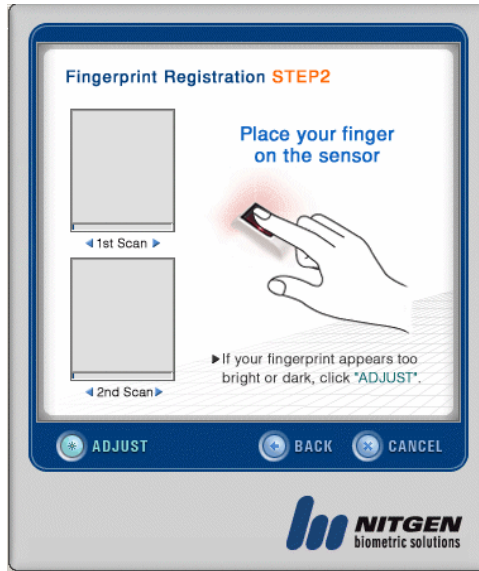 Fingerprint Registration STEP2
Place your finger
on the sensor
1st Scan
2nd Scan
If your fingerprint appears too
bright or dark, click "ADJUST".
ADJUST
BACK
CANCEL
NITGEN
biometric solutions